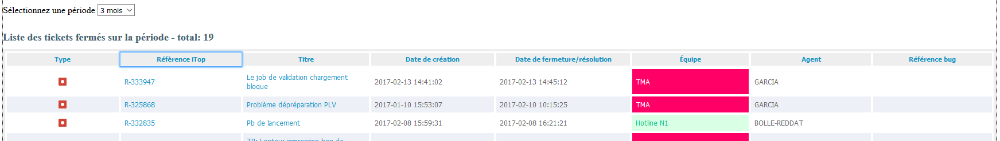 Sélectionnez une période 3 mois
Liste des tickets fermés sur la période - total: 19
Type Référence iTop Titre Date de création Date de fermeture/résolution Équipe Agent Référence bug
R-333947 Le job de validation chargement bloque 2017-02-13 14:41:02 2017-02-13 14:45:12 TMA GARCIA
R-325868 Problème dépréparation PLV 2017-01-10 15:53:07 2017-02-10 10:15:25 TMA GARCIA
R-332835 Pb de lancement 2017-02-08 15:59:31 2017-02-08 16:21:21 Hotline N1 BOLLE-REDDAT